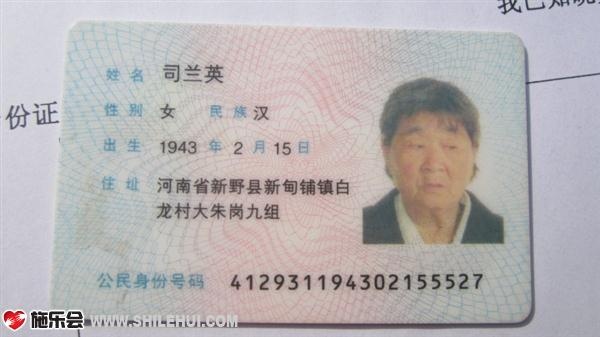 我已知晓
份证
姓名 司兰英
性别 女 民族 汉
出生 1943 年 2 月 15 日
住址 河南省新野县新甸铺镇白
龙村大朱岗九组
公民身份号码 412931194302155527
施乐会 WWW.SHILEHUI.COM